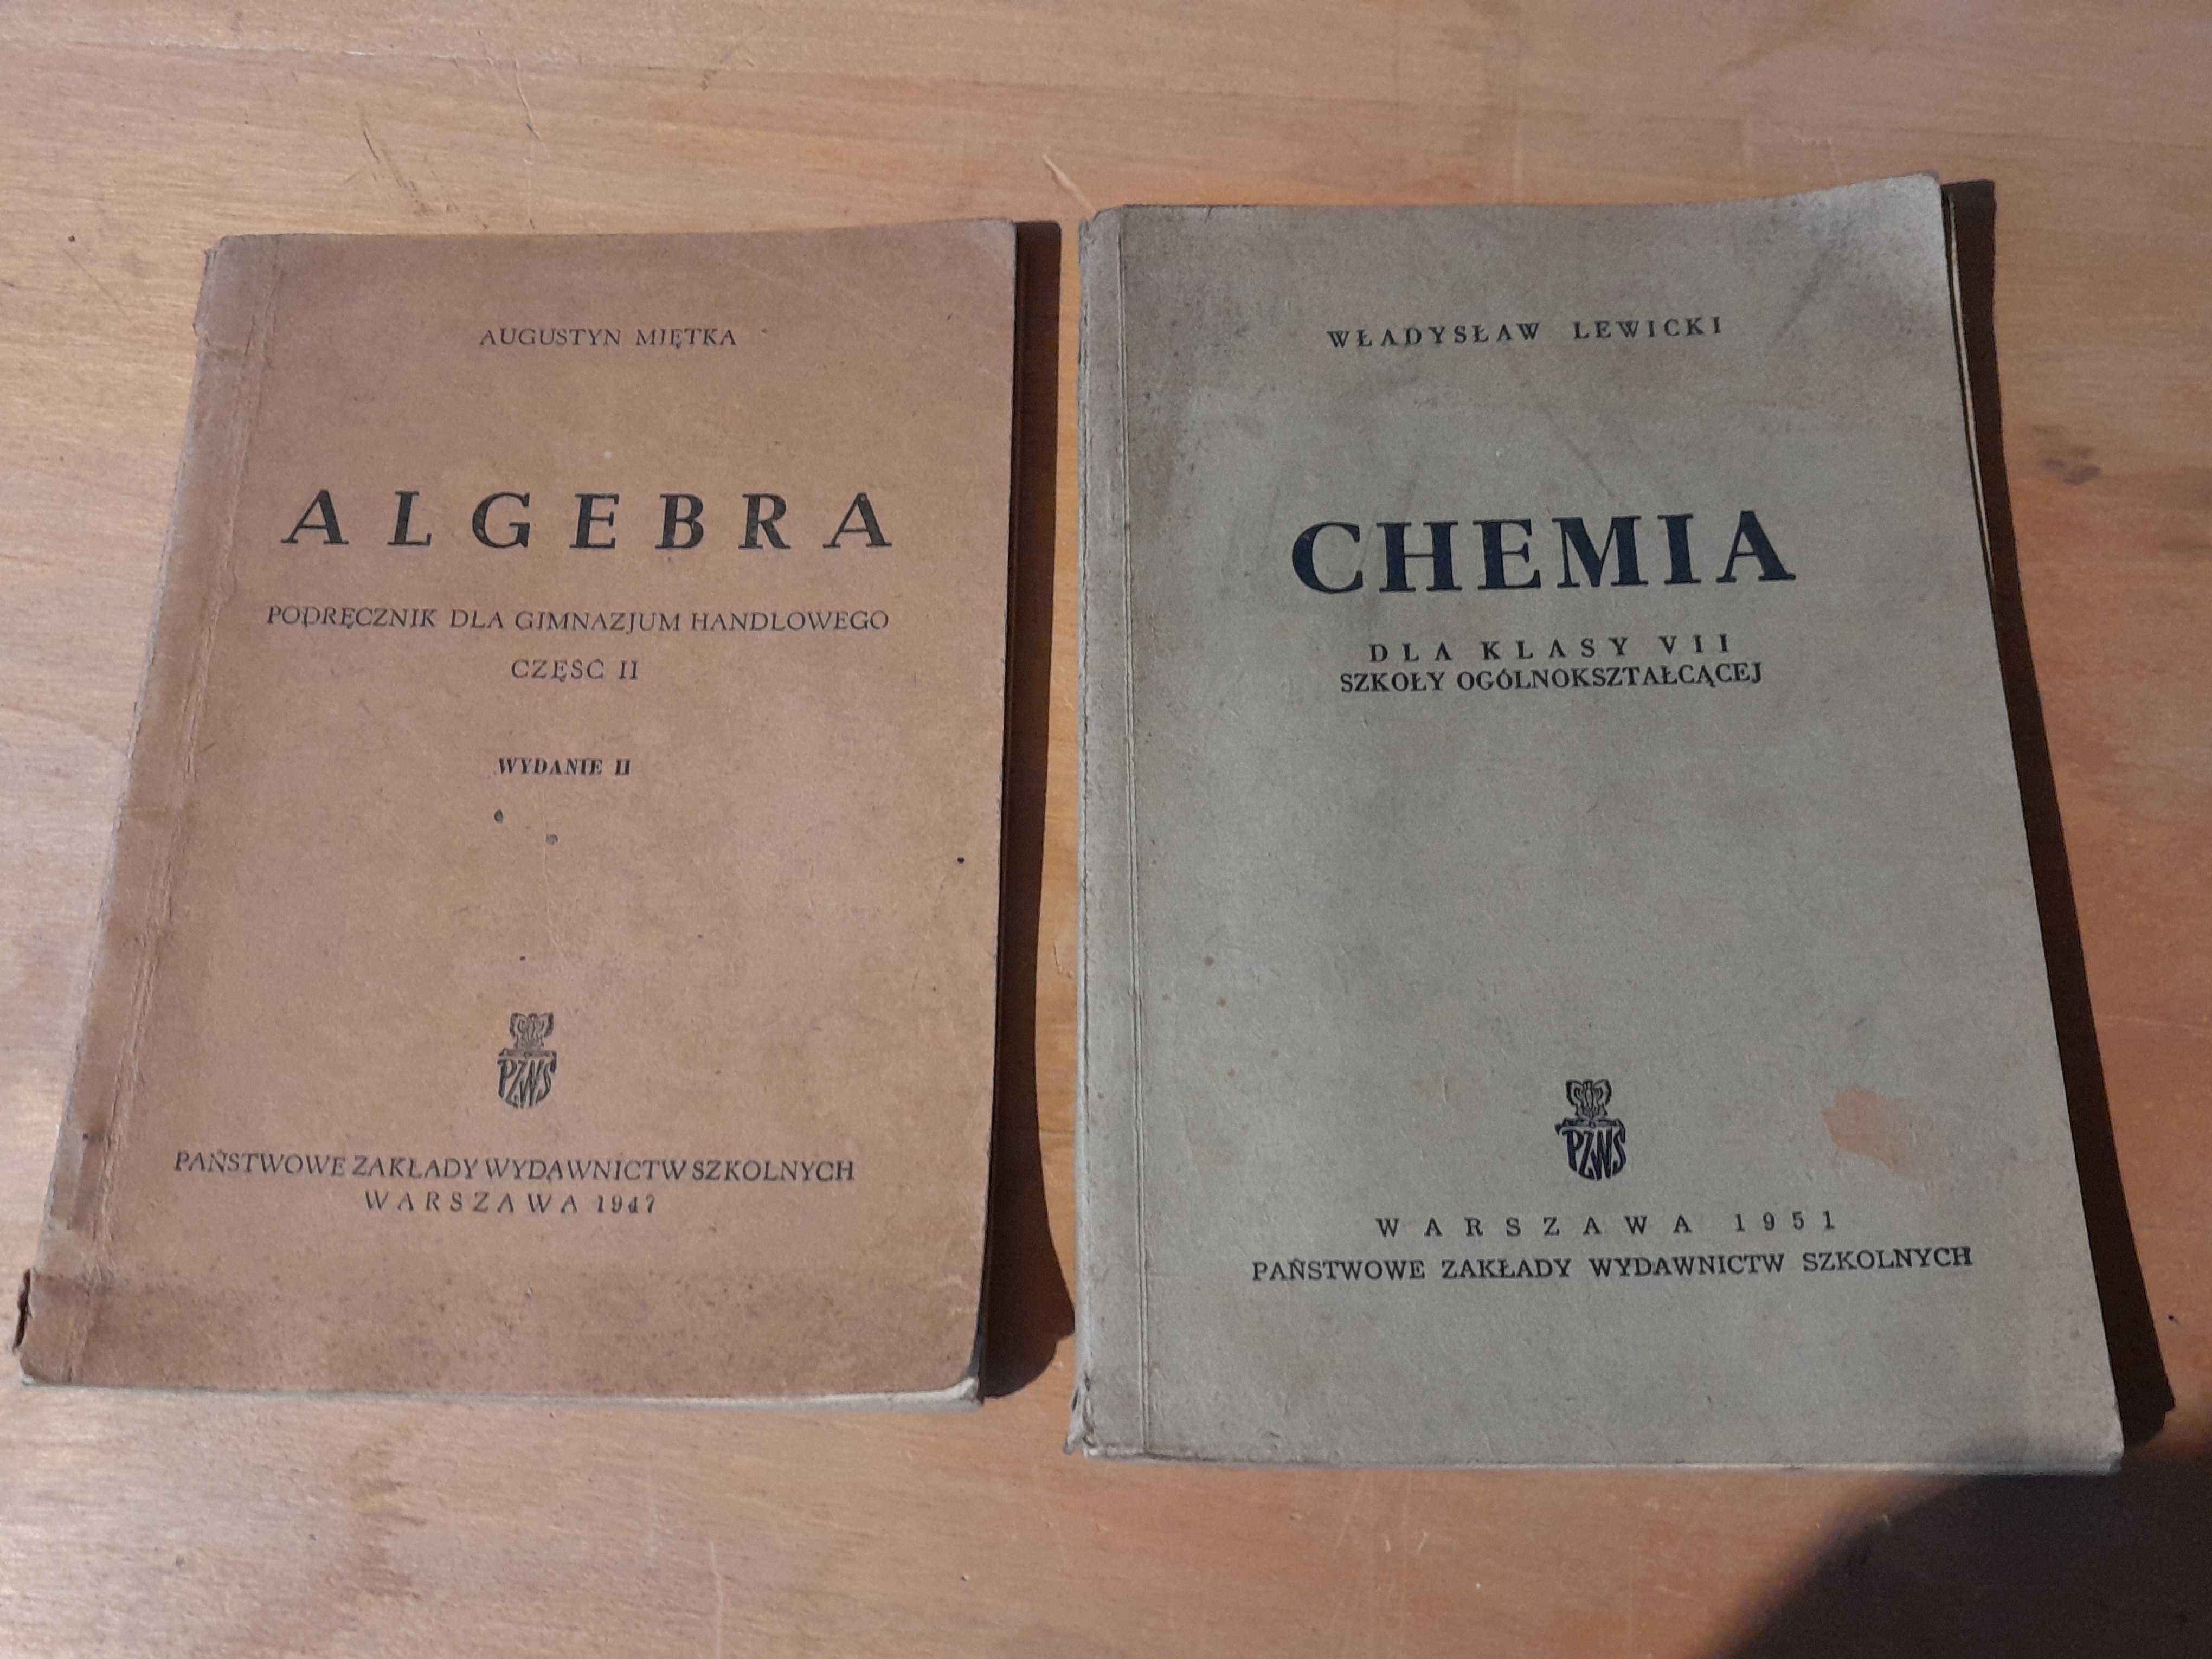 AUGUSTYN MIĘTKA
ALGEBRA
PODRĘCZNIK DLA GIMNAZJUM HANDLOWEGO
CZĘŚĆ II
WYDANIE II
PZWS
PAŃSTWOWE ZAKŁADY WYDAWNICTW SZKOLNYCH
WARSZAWA 1947
WŁADYSŁAW LEWICKI
CHEMIA
DLA KLASY VII
SZKOŁY OGÓLNOKSZTAŁCĄCEJ
PZWS
WARSZAWA 1951
PAŃSTWOWE ZAKŁADY WYDAWNICTW SZKOLNYCH